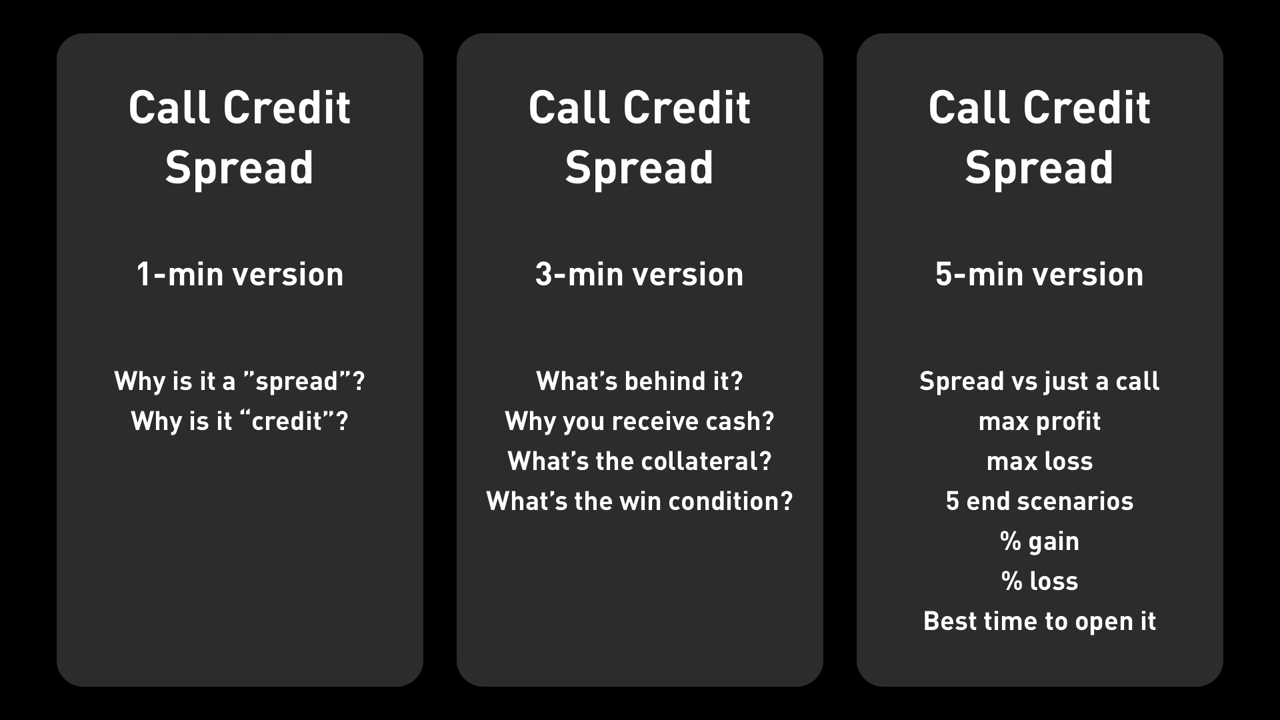 Call Credit
Spread
1-min version
Why is it a ”spread”?
Why is it “credit”?
Call Credit
Spread
3-min version
What’s behind it?
Why you receive cash?
What’s the collateral?
What’s the win condition?
Call Credit
Spread
5-min version
Spread vs just a call
max profit
max loss
5 end scenarios
% gain
% loss
Best time to open it